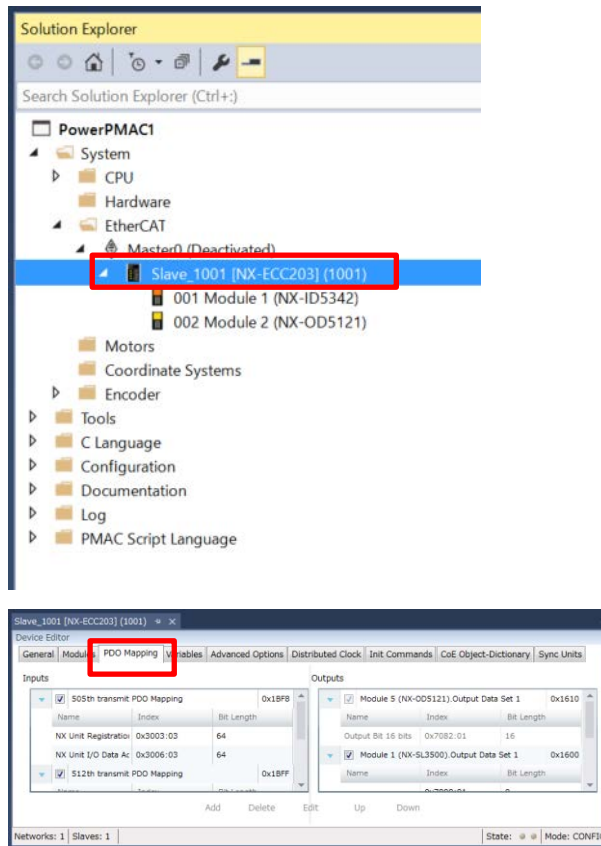 Solution Explorer
Search Solution Explorer (Ctrl+:)
PowerPMAC1
System
CPU
Hardware
EtherCAT
Master0 (Deactivated)
Slave_1001 [NX-ECC203] (1001)
001 Module 1 (NX-ID5342)
002 Module 2 (NX-OD5121)
Motors
Coordinate Systems
Encoder
Tools
C Language
Configuration
Documentation
Log
PMAC Script Language
Slave_1001 [NX-ECC203] (1001)
Device Editor
General Modules PDO Mapping Variables Advanced Options Distributed Clock Init Commands CoE Object-Dictionary Sync Units
Inputs Outputs
505th transmit PDO Mapping 0x1BF8 Module 5 (NX-OD5121).Output Data Set 1 0x1610
Name Index Bit Length Name Index Bit Length
NX Unit Registration 0x3003:03 64 Output Bit 16 bits 0x7082:01 16
NX Unit I/O Data Ac 0x3006:03 64 Module 1 (NX-SL3500).Output Data Set 1 0x1600
512th transmit PDO Mapping 0x1BFF Name Index Bit Length
Add Delete Edit Up Down
Networks: 1 Slaves: 1 State: Mode: CONFI